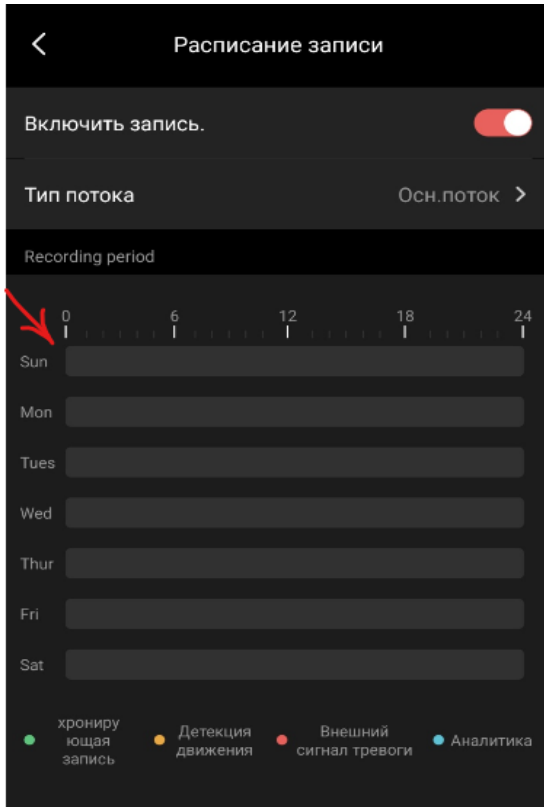 Расписание записи
Включить запись.
Тип потока Осн.поток
Recording period
0 6 12 18 24
Sun
Mon
Tues
Wed
Thur
Fri
Sat
хрониру
ющая
запись
Детекция
движения
Внешний
сигнал тревоги
Аналитика